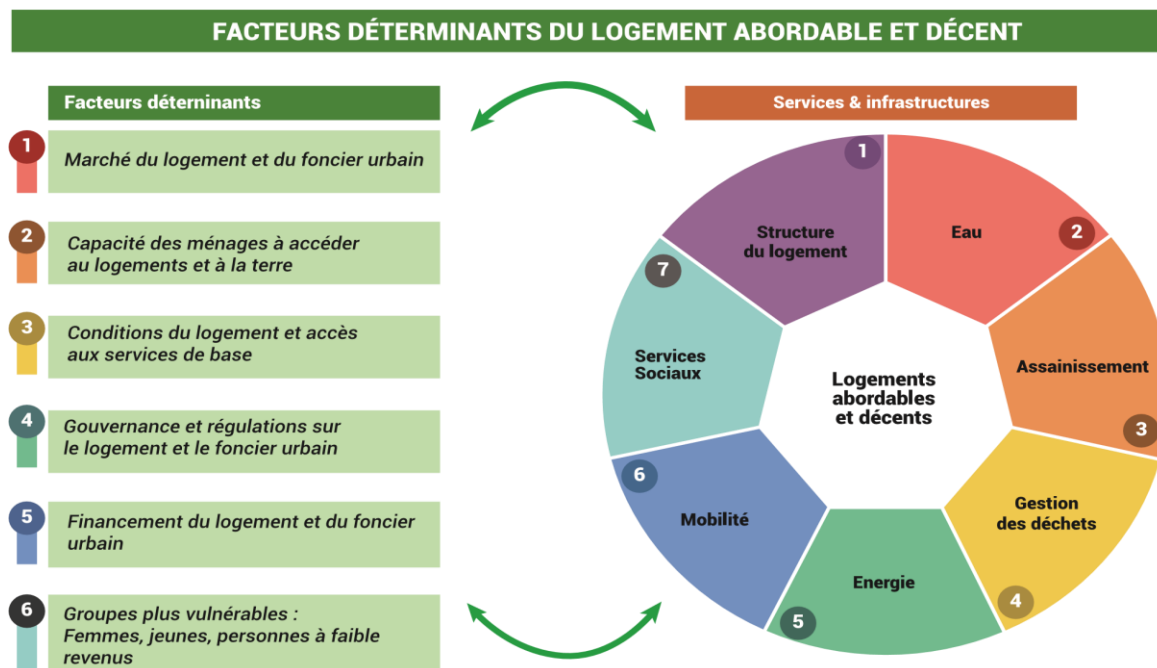 FACTEURS DÉTERMINANTS DU LOGEMENT ABORDABLE ET DÉCENT
Facteurs déterninants
1
Marché du logement et du foncier urbain
2
Capacité des ménages à accéder
au logements et à la terre
3
Conditions du logement et accès
aux services de base
4
Gouvernance et régulations sur
le logement et le foncier urbain
5
Financement du logement et du foncier
urbain
6
Groupes plus vulnérables :
Femmes, jeunes, personnes à faible
revenus
Services & infrastructures
1
Structure
du logement
2
Eau
3
Assainissement
4
Gestion
des déchets
5
Energie
6
Mobilité
7
Services
Sociaux
Logements
abordables
et décents